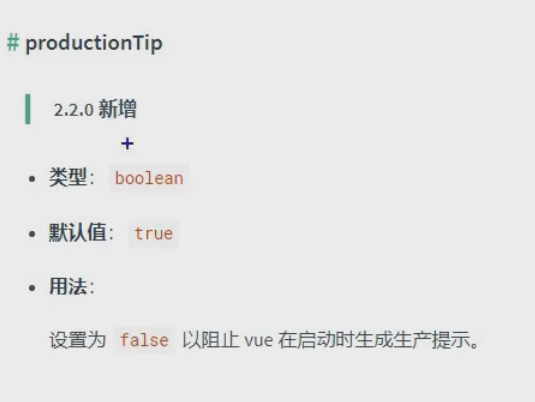 # productionTip
2.2.0 新增
类型： boolean
默认值： true
用法：
设置为 false 以阻止 vue 在启动时生成生产提示。